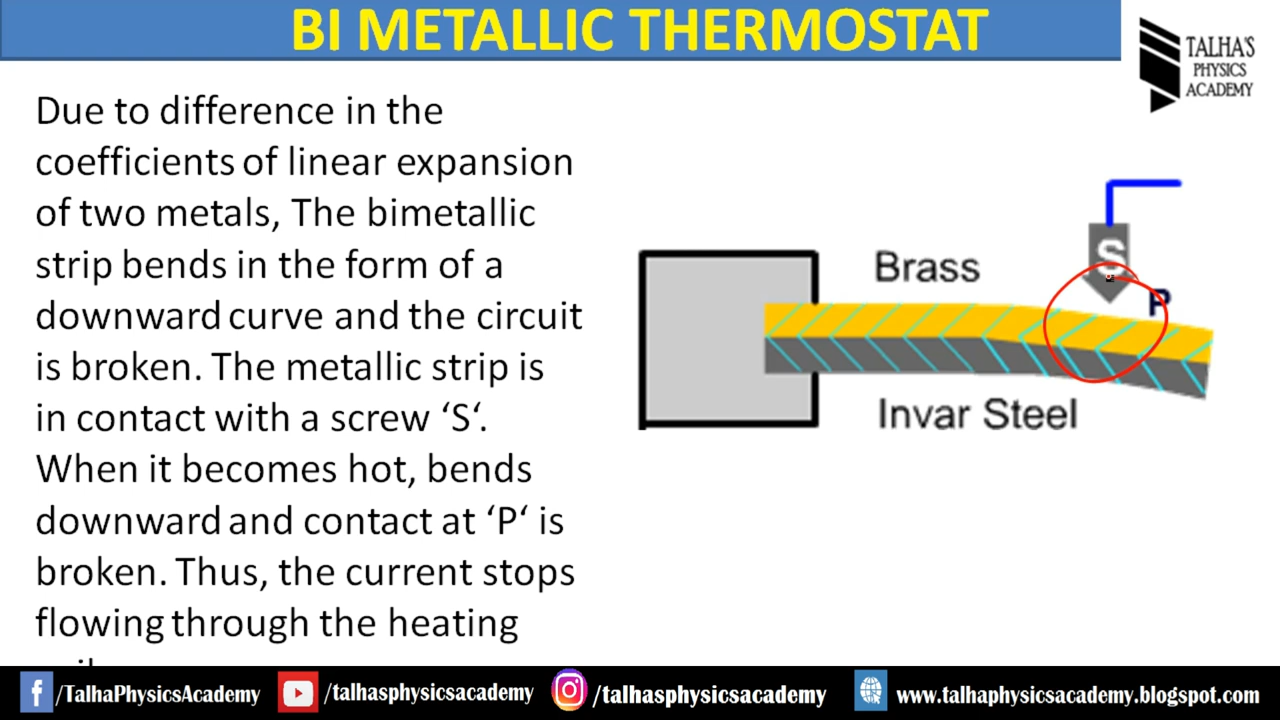 BI METALLIC THERMOSTAT
TALHA'S
PHYSICS
ACADEMY
Due to difference in the
coefficients of linear expansion
of two metals, The bimetallic
strip bends in the form of a
downward curve and the circuit
is broken. The metallic strip is
in contact with a screw ‘S‘.
When it becomes hot, bends
downward and contact at ‘P‘ is
broken. Thus, the current stops
flowing through the heating
S
P
Brass
Invar Steel
/TalhaPhysicsAcademy
/talhasphysicsacademy
/talhasphysicsacademy
www.talhaphysicsacademy.blogspot.com